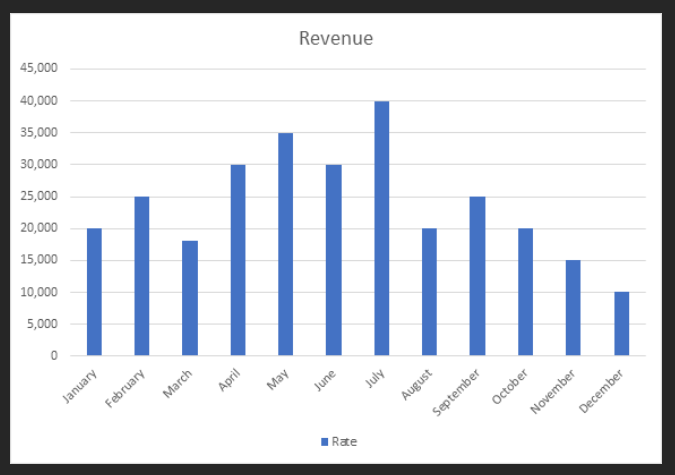 Revenue
45,000
40,000
35,000
30,000
25,000
20,000
15,000
10,000
5,000
0
January
February
March
April
May
June
July
August
September
October
November
December
Rate